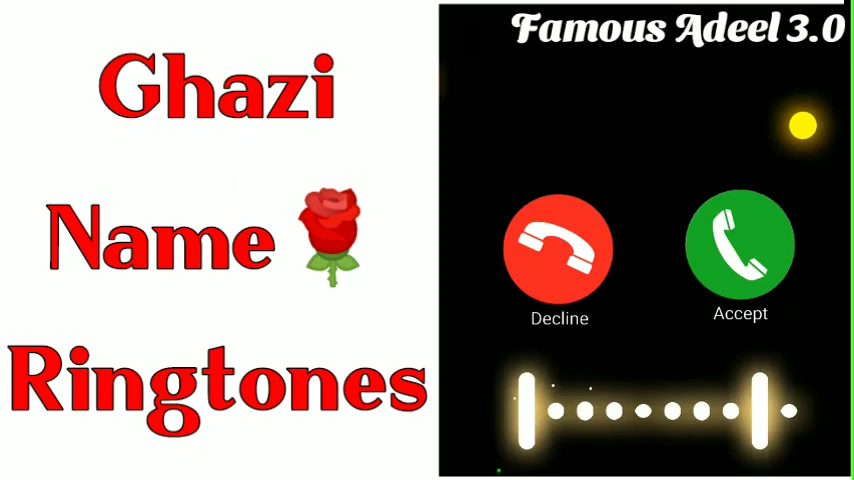 Ghazi
Name 🌹
Ringtones
Famous Adeel 3.0
Decline
Accept